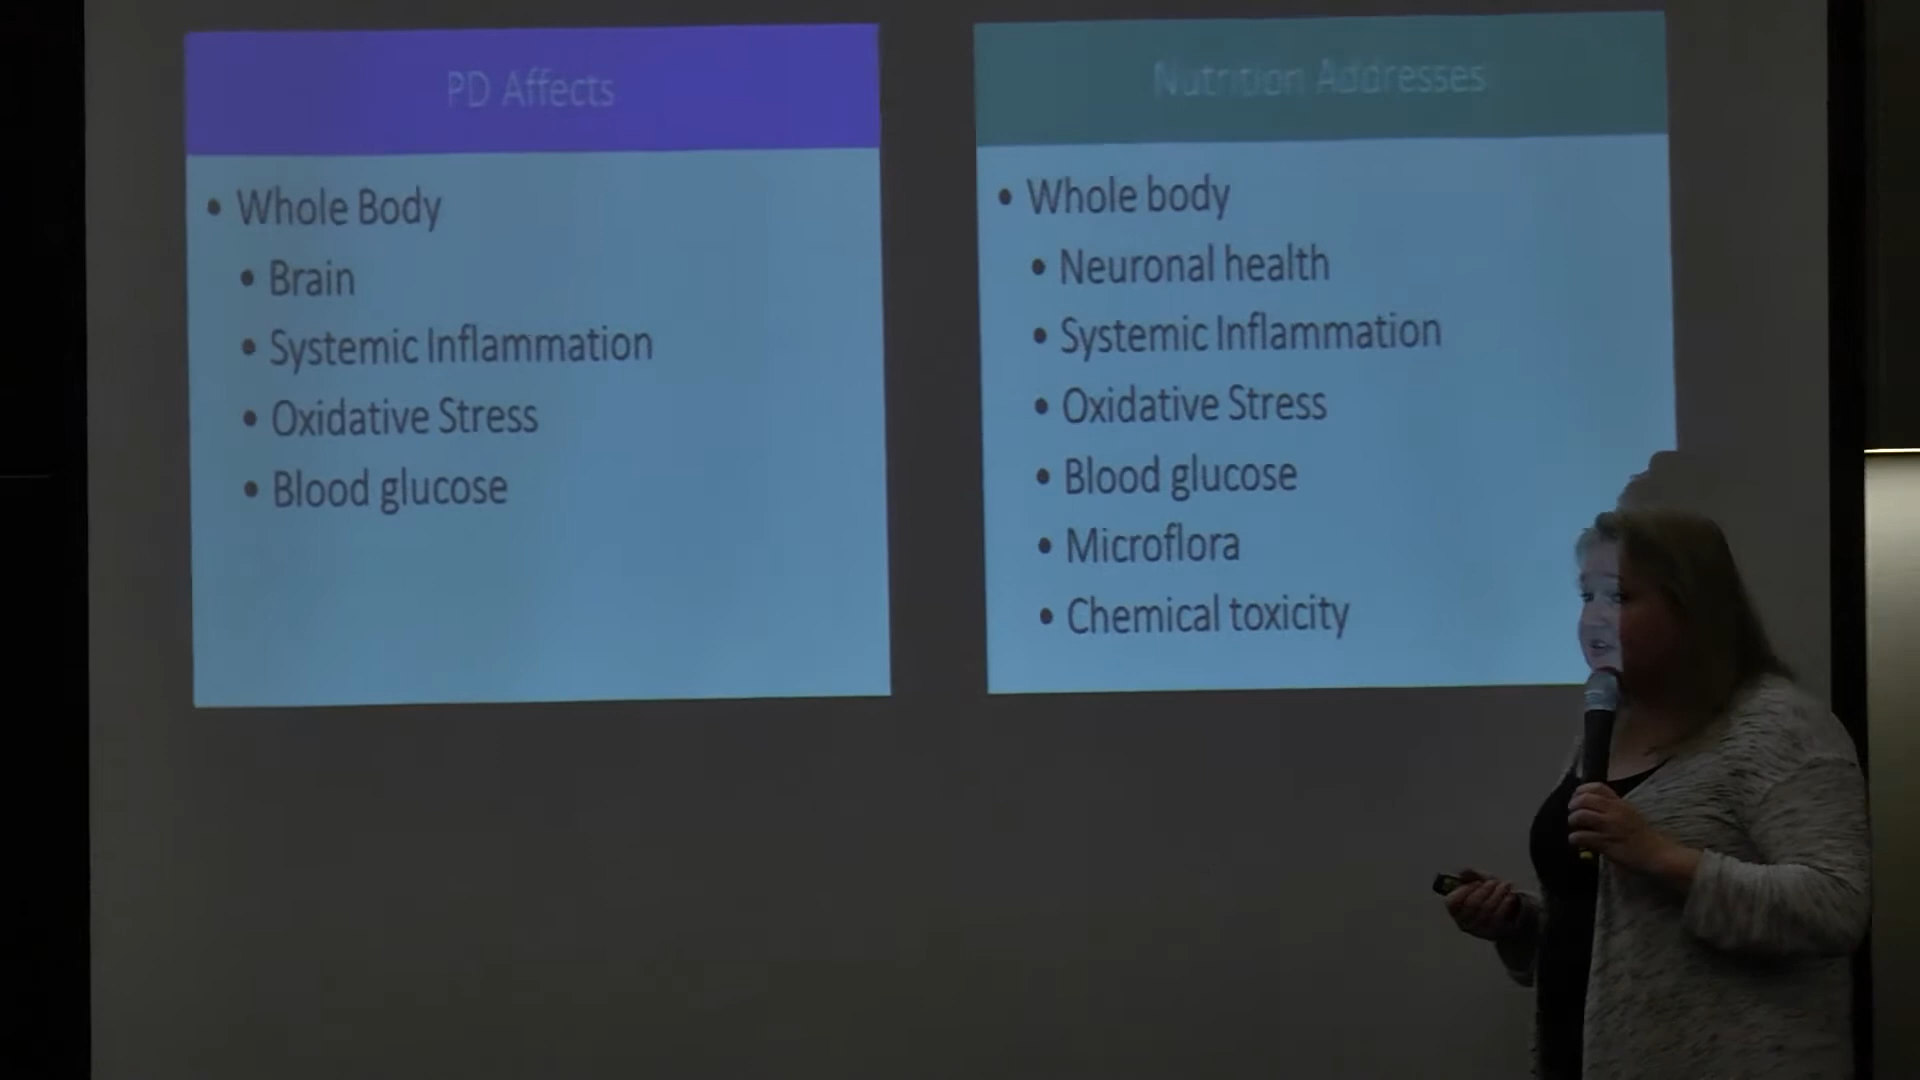 PD Affects
• Whole Body
• Brain
• Systemic Inflammation
• Oxidative Stress
• Blood glucose
Nutrition Addresses
• Whole body
• Neuronal health
• Systemic Inflammation
• Oxidative Stress
• Blood glucose
• Microflora
• Chemical toxicity